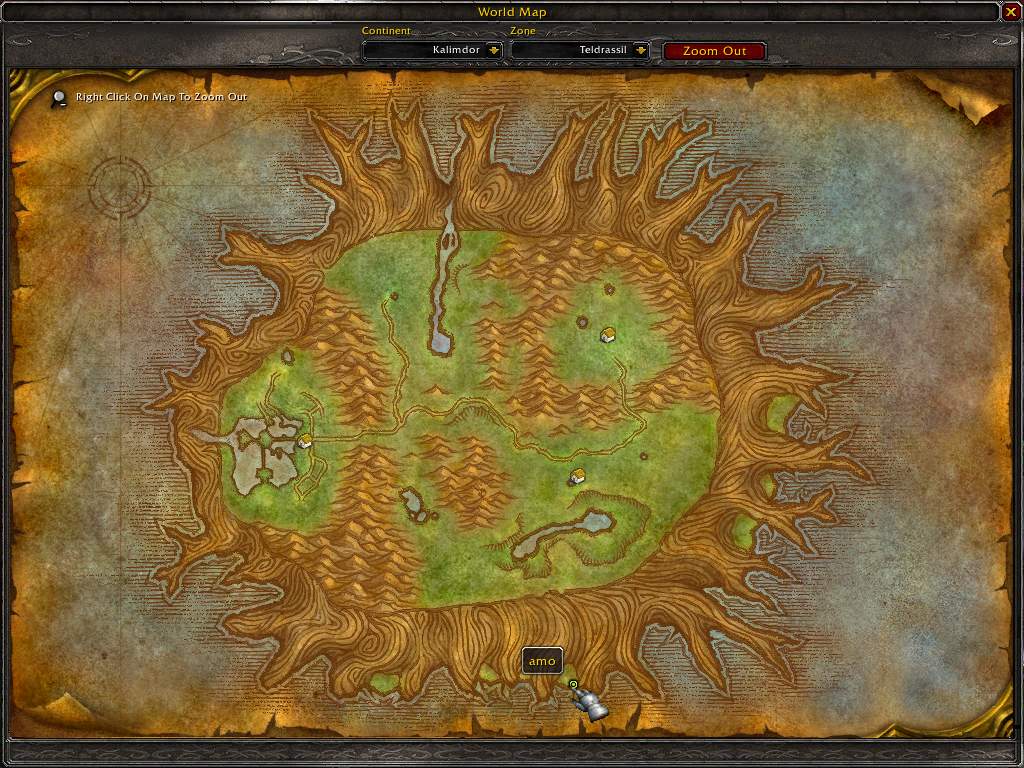 World Map
Continent Zone
Kalimdor Teldrassil Zoom Out
Right Click On Map To Zoom Out
amo